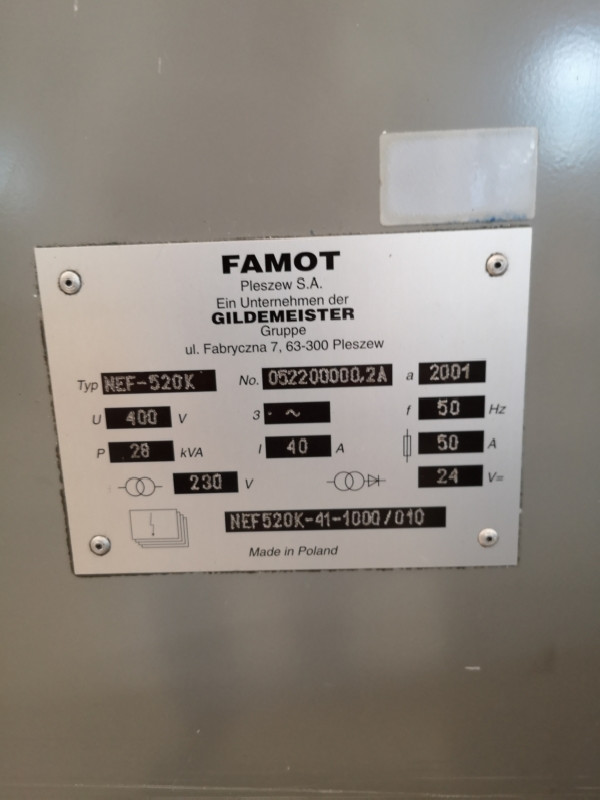 FAMOT
Pleszew S.A.
Ein Unternehmen der
GILDEMEISTER
Gruppe
ul. Fabryczna 7, 63-300 Pleszew
Typ NEF-520K No. 052200000.2A a 2001
U 400 V 3 · ~ f 50 Hz
P 28 kVA I 40 A 50 A
230 V 24 V=
NEF520K-41-1000/010
Made in Poland